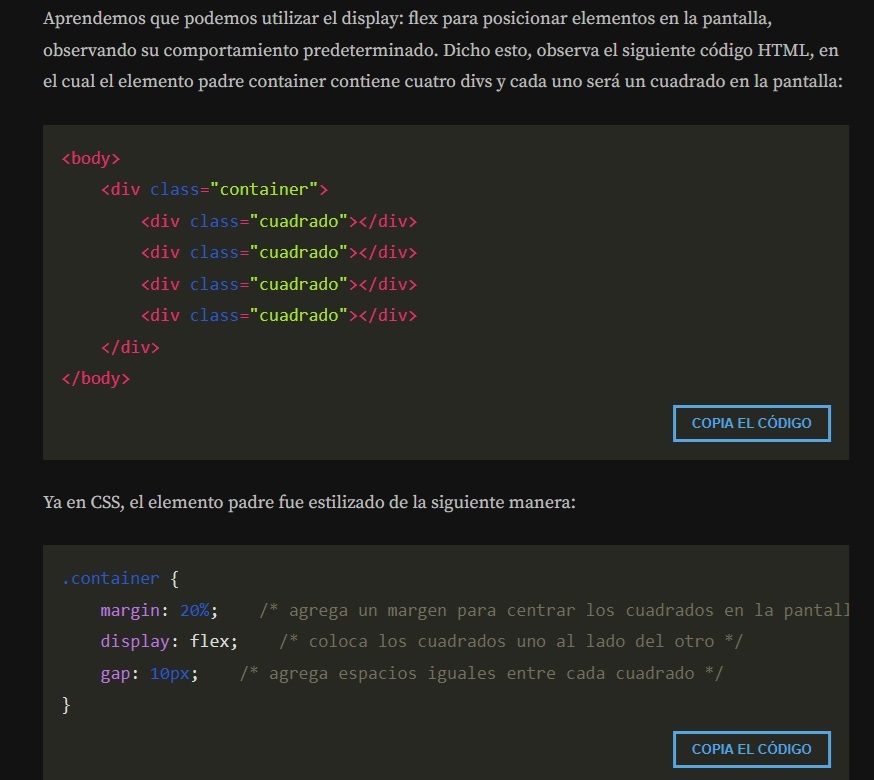 Aprendemos que podemos utilizar el display: flex para posicionar elementos en la pantalla,
observando su comportamiento predeterminado. Dicho esto, observa el siguiente código HTML, en
el cual el elemento padre container contiene cuatro divs y cada uno será un cuadrado en la pantalla:
<body>
    <div class="container">
        <div class="cuadrado"></div>
        <div class="cuadrado"></div>
        <div class="cuadrado"></div>
        <div class="cuadrado"></div>
    </div>
</body>
COPIA EL CÓDIGO
Ya en CSS, el elemento padre fue estilizado de la siguiente manera:
.container {
    margin: 20%;    /* agrega un margen para centrar los cuadrados en la pantall
    display: flex;    /* coloca los cuadrados uno al lado del otro */
    gap: 10px;    /* agrega espacios iguales entre cada cuadrado */
}
COPIA EL CÓDIGO